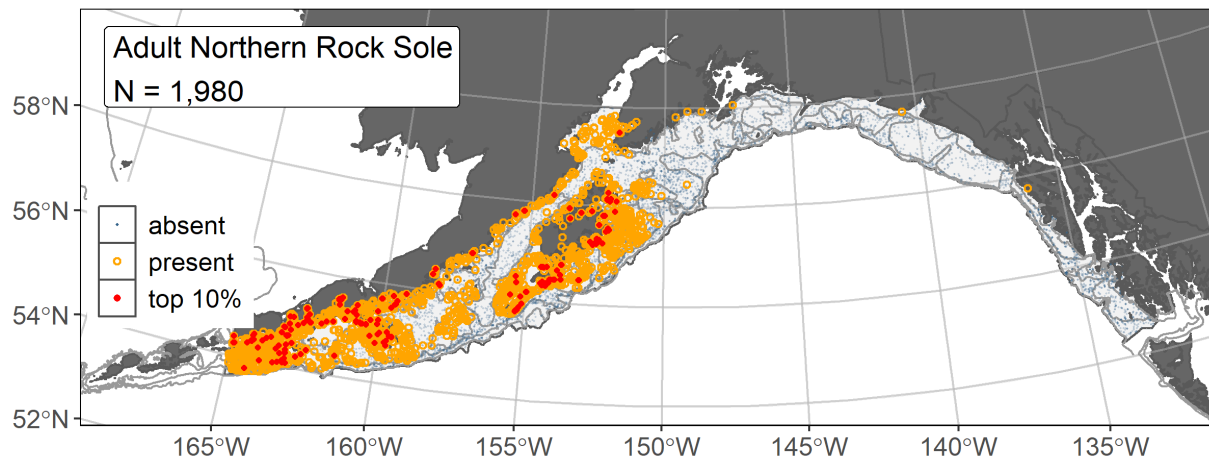 Adult Northern Rock Sole
N = 1,980
58°N
56°N
54°N
52°N
absent
present
top 10%
165°W
160°W
155°W
150°W
145°W
140°W
135°W